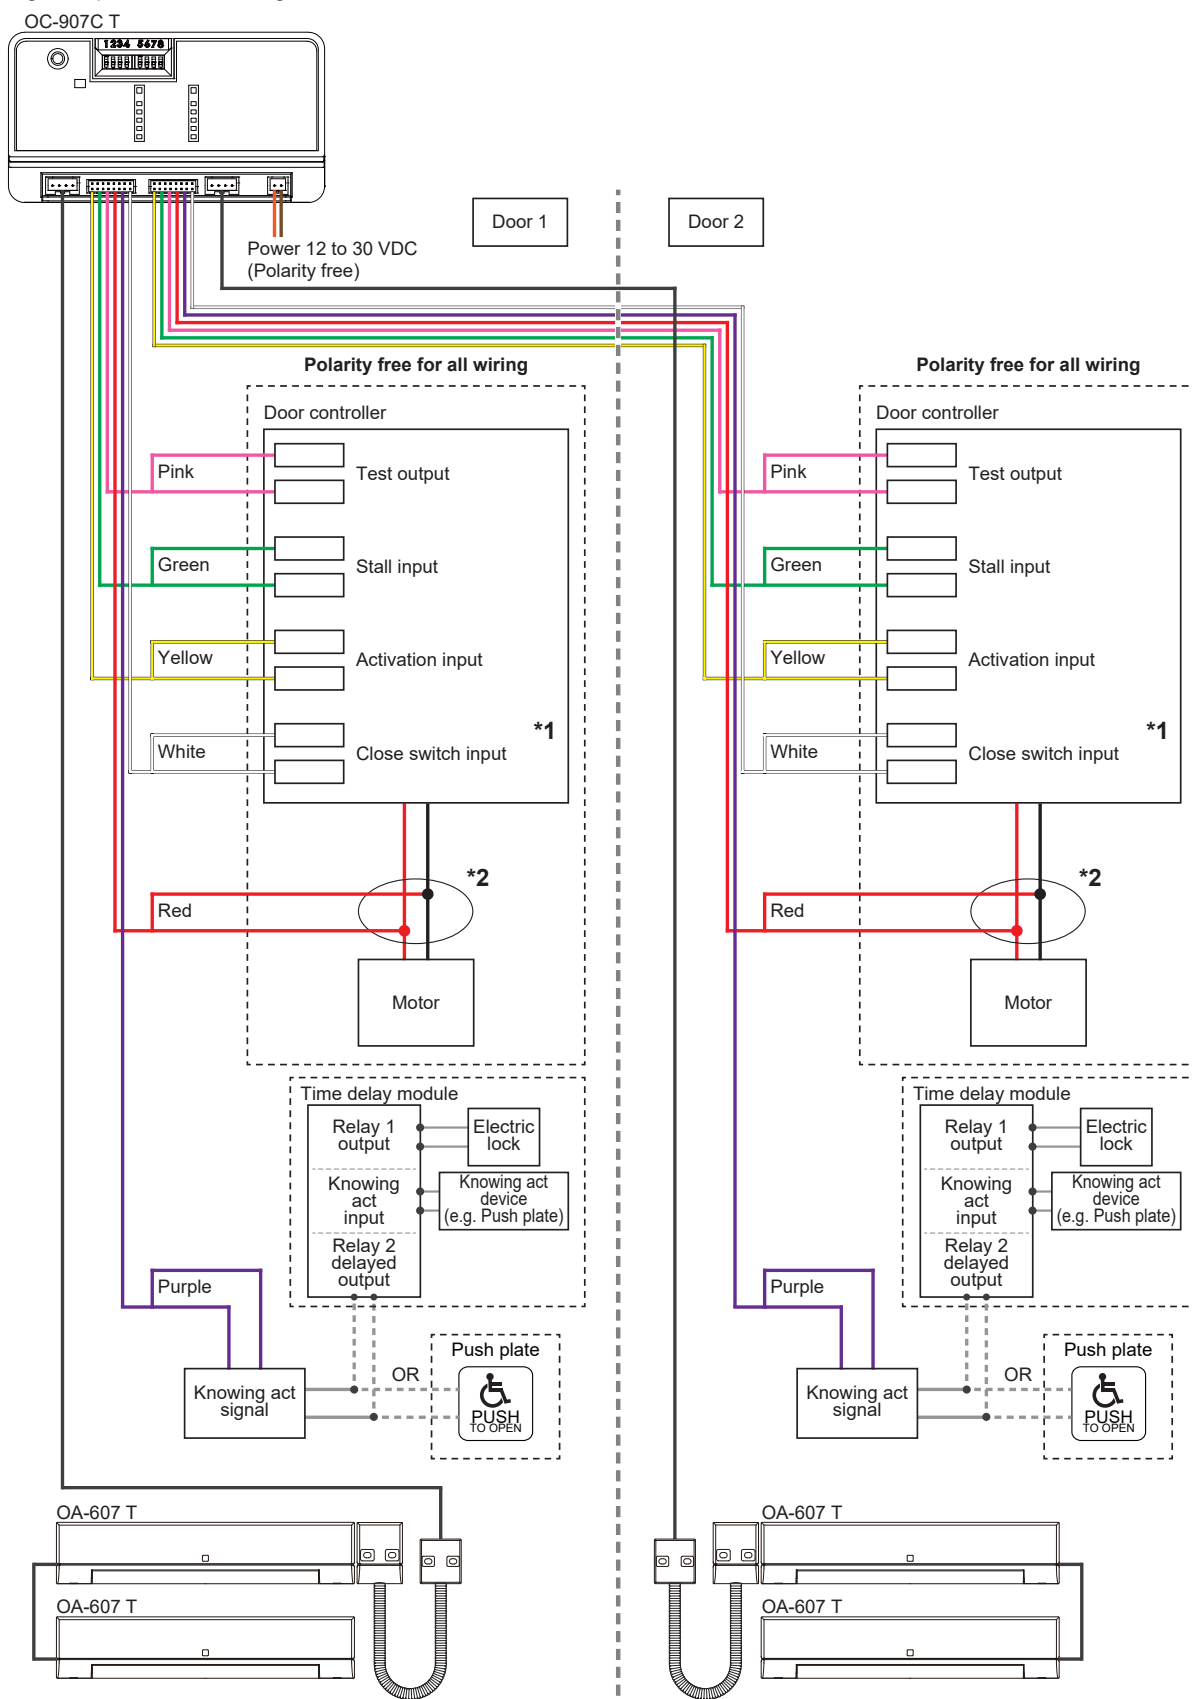 OC-907C T
1234 5678
Power 12 to 30 VDC
(Polarity free)
Door 1
Door 2
Polarity free for all wiring
Door controller
Pink
Test output
Green
Stall input
Yellow
Activation input
*1
White
Close switch input
*2
Red
Motor
Time delay module
Relay 1
output
Electric
lock
Knowing
act
input
Knowing act
device
(e.g. Push plate)
Relay 2
delayed
output
Purple
Push plate
OR
Knowing act
signal
PUSH
TO OPEN
OA-607 T
OA-607 T
Polarity free for all wiring
Door controller
Pink
Test output
Green
Stall input
Yellow
Activation input
*1
White
Close switch input
*2
Red
Motor
Time delay module
Relay 1
output
Electric
lock
Knowing
act
input
Knowing act
device
(e.g. Push plate)
Relay 2
delayed
output
Purple
Push plate
OR
Knowing act
signal
PUSH
TO OPEN
OA-607 T
OA-607 T